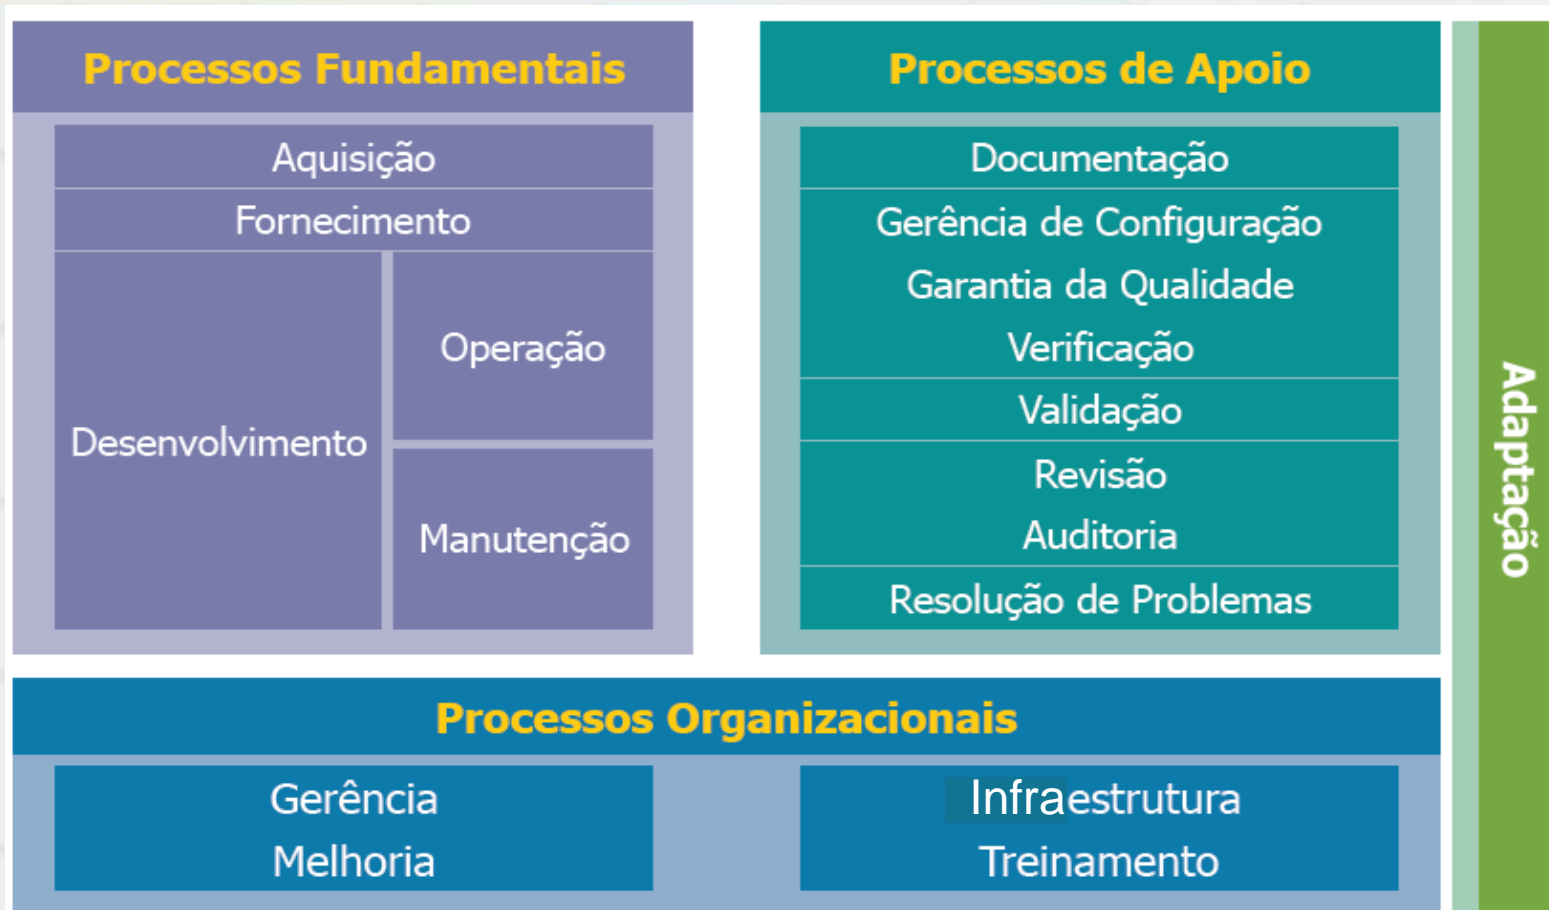 Processos Fundamentais
Aquisição
Fornecimento
Desenvolvimento
Operação
Manutenção
Processos de Apoio
Documentação
Gerência de Configuração
Garantia da Qualidade
Verificação
Validação
Revisão
Auditoria
Resolução de Problemas
Processos Organizacionais
Gerência
Melhoria
Infraestrutura
Treinamento
Adaptação